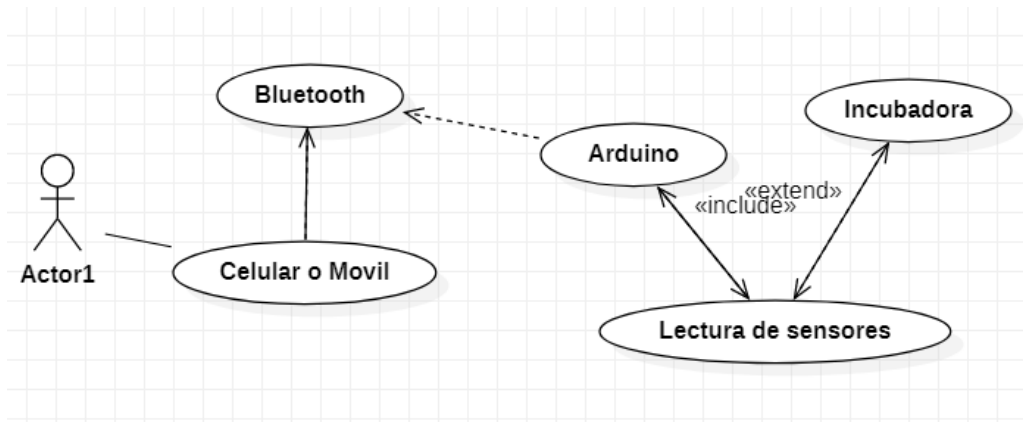 Bluetooth
Incubadora
Arduino
«extend»
«include»
Actor1
Celular o Movil
Lectura de sensores